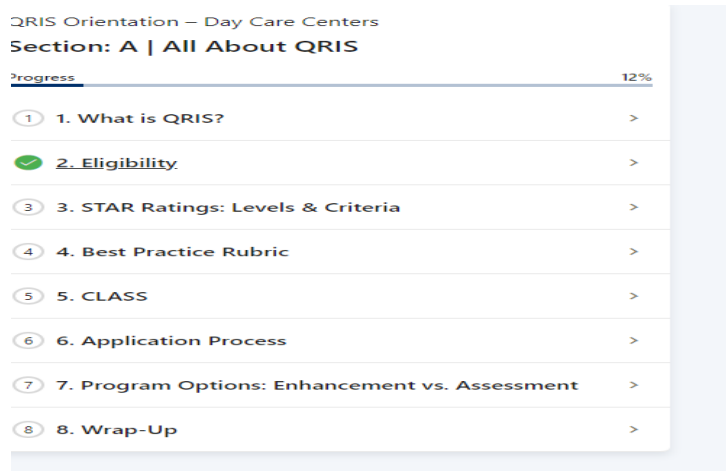 QRIS Orientation – Day Care Centers
Section: A | All About QRIS
Progress 12%
1 1. What is QRIS? >
2. Eligibility >
3 3. STAR Ratings: Levels & Criteria >
4 4. Best Practice Rubric >
5 5. CLASS >
6 6. Application Process >
7 7. Program Options: Enhancement vs. Assessment >
8 8. Wrap-Up >